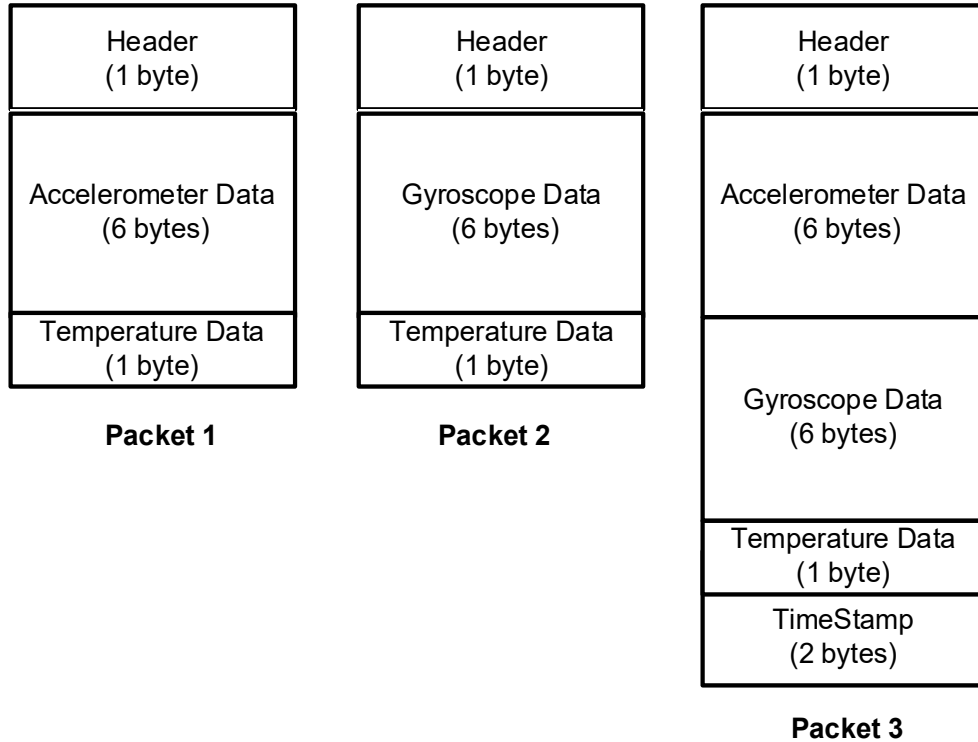 Header
(1 byte)
Accelerometer Data
(6 bytes)
Temperature Data
(1 byte)
Packet 1
Header
(1 byte)
Gyroscope Data
(6 bytes)
Temperature Data
(1 byte)
Packet 2
Header
(1 byte)
Accelerometer Data
(6 bytes)
Gyroscope Data
(6 bytes)
Temperature Data
(1 byte)
TimeStamp
(2 bytes)
Packet 3